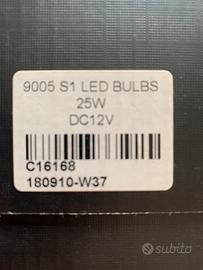 9005 S1 LED BULBS
25W
DC12V
C16168
180910-W37
subito